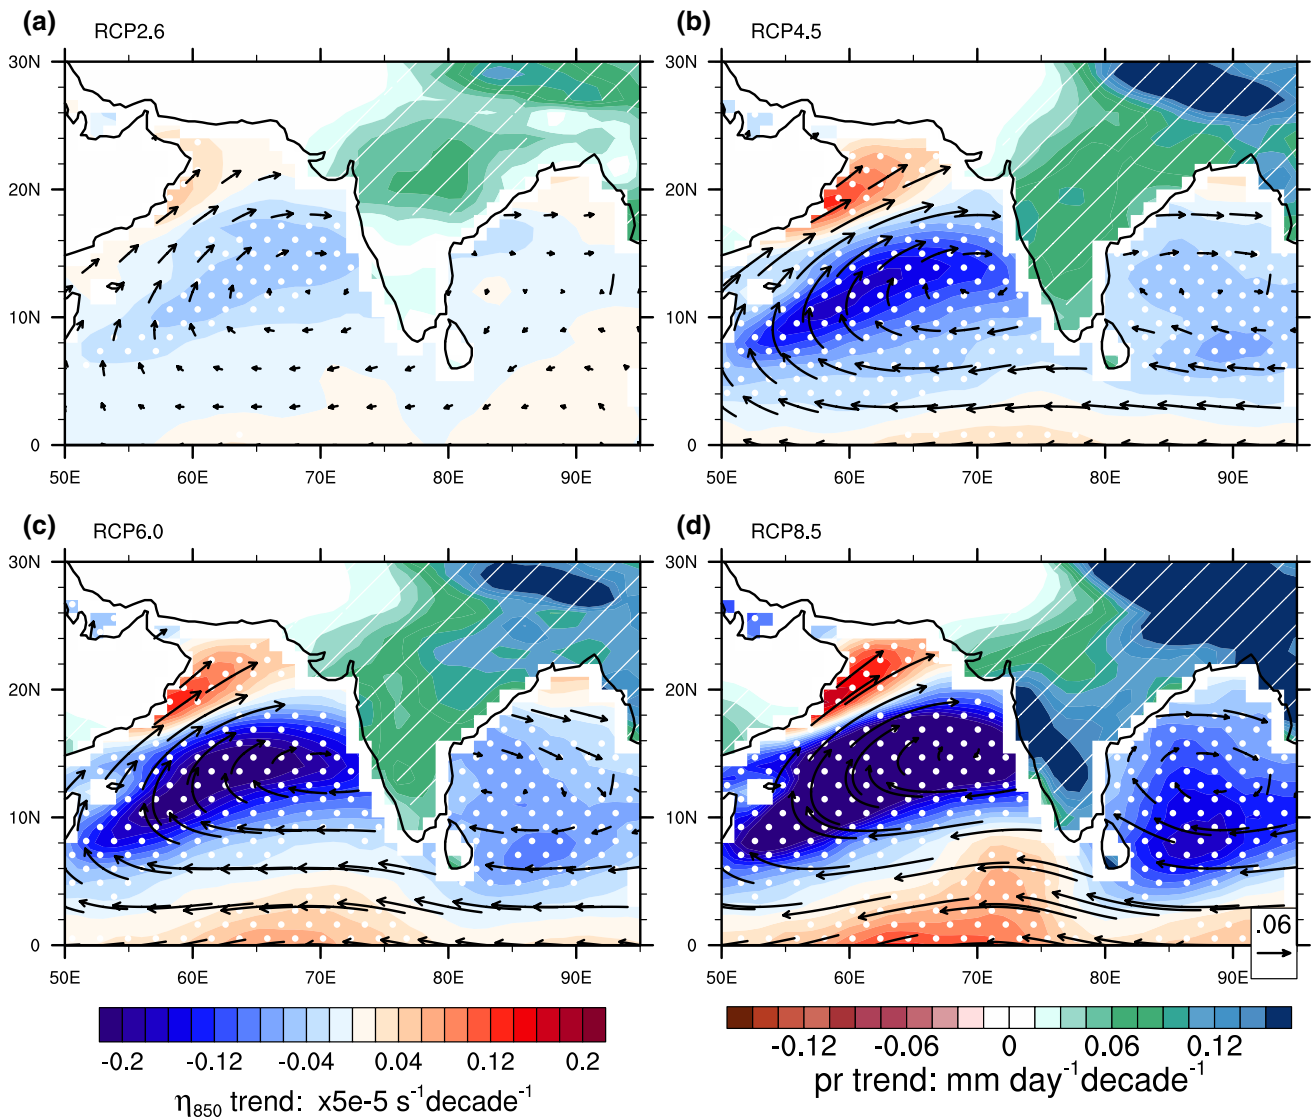 (a) RCP2.6
(b) RCP4.5
30N
20N
10N
0
50E 60E 70E 80E 90E
30N
20N
10N
0
50E 60E 70E 80E 90E
(c) RCP6.0
(d) RCP8.5
30N
20N
10N
0
50E 60E 70E 80E 90E
30N
20N
10N
0
50E 60E 70E 80E 90E
.06
-0.2 -0.12 -0.04 0.04 0.12 0.2
η850 trend: x5e-5 s-1decade-1
-0.12 -0.06 0 0.06 0.12
pr trend: mm day-1decade-1